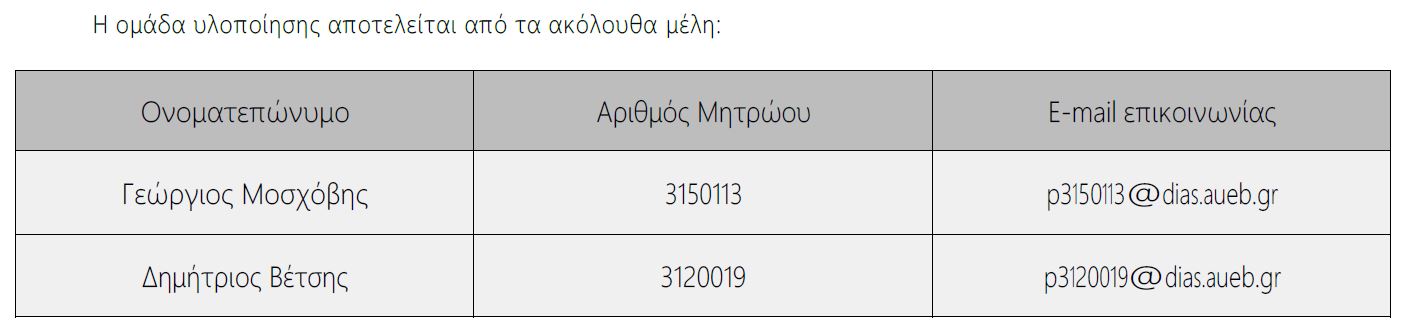 Η ομάδα υλοποίησης αποτελείται από τα ακόλουθα μέλη:
Ονοματεπώνυμο Αριθμός Μητρώου E-mail επικοινωνίας
Γεώργιος Μοσχόβης 3150113 p3150113@dias.aueb.gr
Δημήτριος Βέτσης 3120019 p3120019@dias.aueb.gr